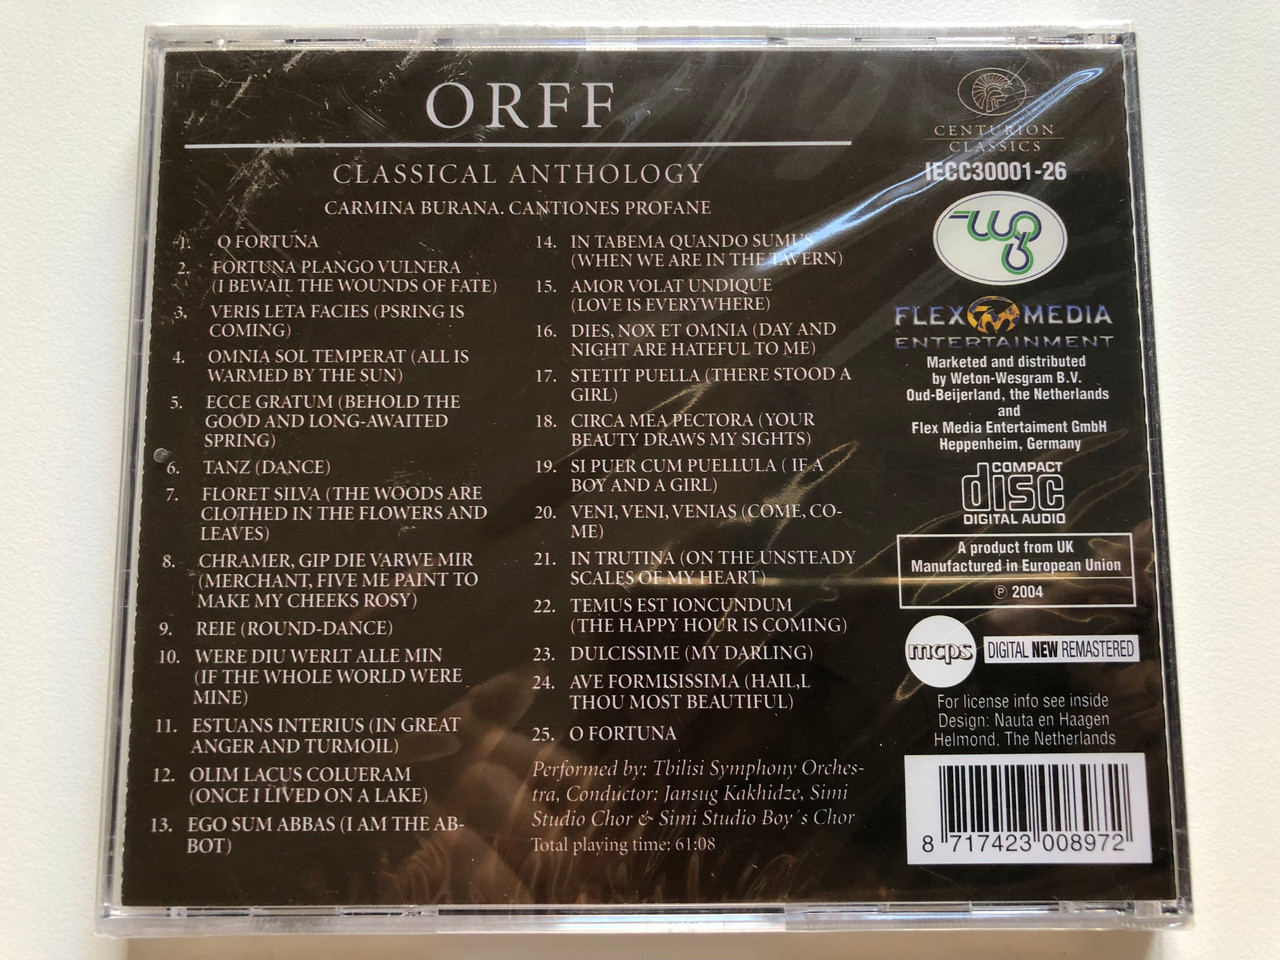 ORFF
CLASSICAL ANTHOLOGY
CARMINA BURANA. CANTIONES PROFANE
1. O FORTUNA
2. FORTUNA PLANGO VULNERA
(I BEWAIL THE WOUNDS OF FATE)
3. VERIS LETA FACIES (PSRING IS
COMING)
4. OMNIA SOL TEMPERAT (ALL IS
WARMED BY THE SUN)
5. ECCE GRATUM (BEHOLD THE
GOOD AND LONG-AWAITED
SPRING)
6. TANZ (DANCE)
7. FLORET SILVA (THE WOODS ARE
CLOTHED IN THE FLOWERS AND
LEAVES)
8. CHRAMER, GIP DIE VARWE MIR
(MERCHANT, FIVE ME PAINT TO
MAKE MY CHEEKS ROSY)
9. REIE (ROUND-DANCE)
10. WERE DIU WERLT ALLE MIN
(IF THE WHOLE WORLD WERE
MINE)
11. ESTUANS INTERIUS (IN GREAT
ANGER AND TURMOIL)
12. OLIM LACUS COLUERAM
(ONCE I LIVED ON A LAKE)
13. EGO SUM ABBAS (I AM THE AB-
BOT)
14. IN TABEMA QUANDO SUMUS
(WHEN WE ARE IN THE TAVERN)
15. AMOR VOLAT UNDIQUE
(LOVE IS EVERYWHERE)
16. DIES, NOX ET OMNIA (DAY AND
NIGHT ARE HATEFUL TO ME)
17. STETIT PUELLA (THERE STOOD A
GIRL)
18. CIRCA MEA PECTORA (YOUR
BEAUTY DRAWS MY SIGHTS)
19. SI PUER CUM PUELLULA ( IF A
BOY AND A GIRL)
20. VENI, VENI, VENIAS (COME, CO-
ME)
21. IN TRUTINA (ON THE UNSTEADY
SCALES OF MY HEART)
22. TEMUS EST IONCUNDUM
(THE HAPPY HOUR IS COMING)
23. DULCISSIME (MY DARLING)
24. AVE FORMISISSIMA (HAIL,L
THOU MOST BEAUTIFUL)
25. O FORTUNA
Performed by: Tbilisi Symphony Orches-
tra, Conductor: Jansug Kakhidze, Simi
Studio Chor & Simi Studio Boy´s Chor
Total playing time: 61:08
CENTURION
CLASSICS
IECC30001-26
FLEX MEDIA
ENTERTAINMENT
Marketed and distributed
by Weton-Wesgram B.V.
Oud-Beijerland, the Netherlands
and
Flex Media Entertaiment GmbH
Heppenheim, Germany
COMPACT
disc
DIGITAL AUDIO
A product from UK
Manufactured in European Union
℗ 2004
mcps DIGITAL NEW REMASTERED
For license info see inside
Design: Nauta en Haagen
Helmond. The Netherlands
8 717423 008972